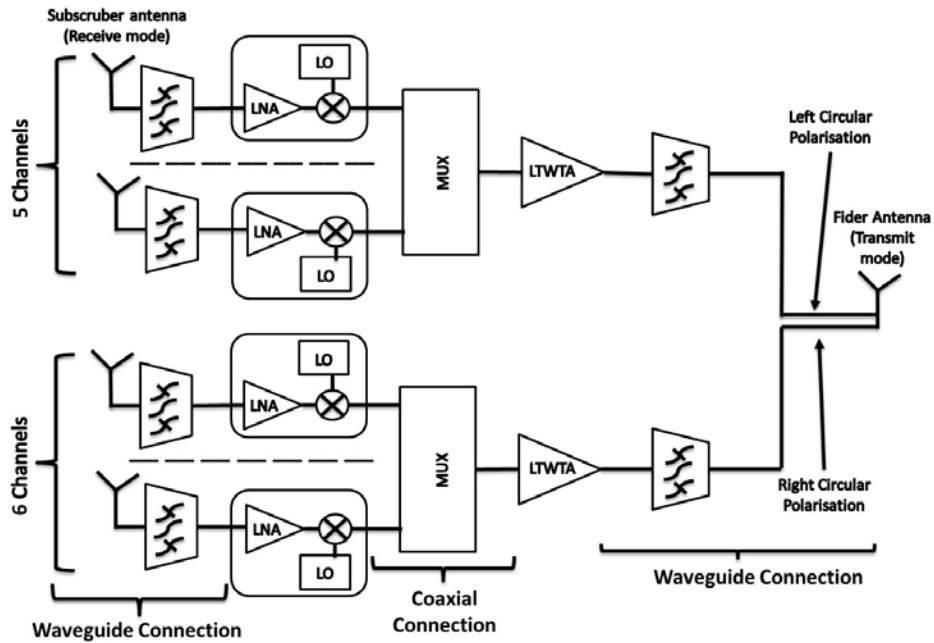 Subscruber antenna
(Receive mode)
LO
LNA
5 Channels
MUX
LTWTA
Left Circular
Polarisation
LNA
LO
Fider Antenna
(Transmit
mode)
LO
LNA
6 Channels
MUX
LTWTA
LNA
LO
Right Circular
Polarisation
Waveguide Connection
Coaxial
Connection
Waveguide Connection